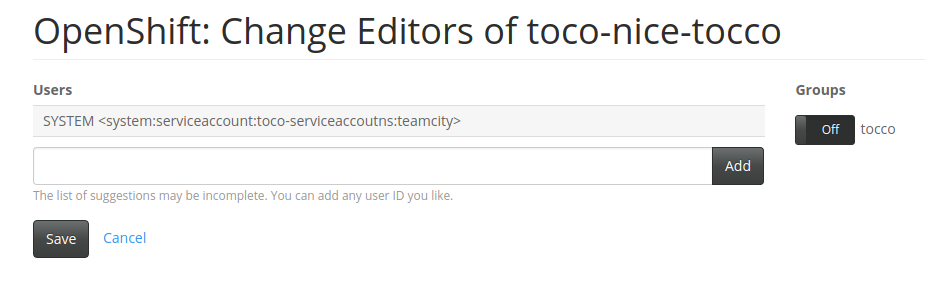 OpenShift: Change Editors of toco-nice-tocco
Users
SYSTEM <system:serviceaccount:toco-serviceaccoutns:teamcity>
Add
The list of suggestions may be incomplete. You can add any user ID you like.
Save Cancel
Groups
Off tocco